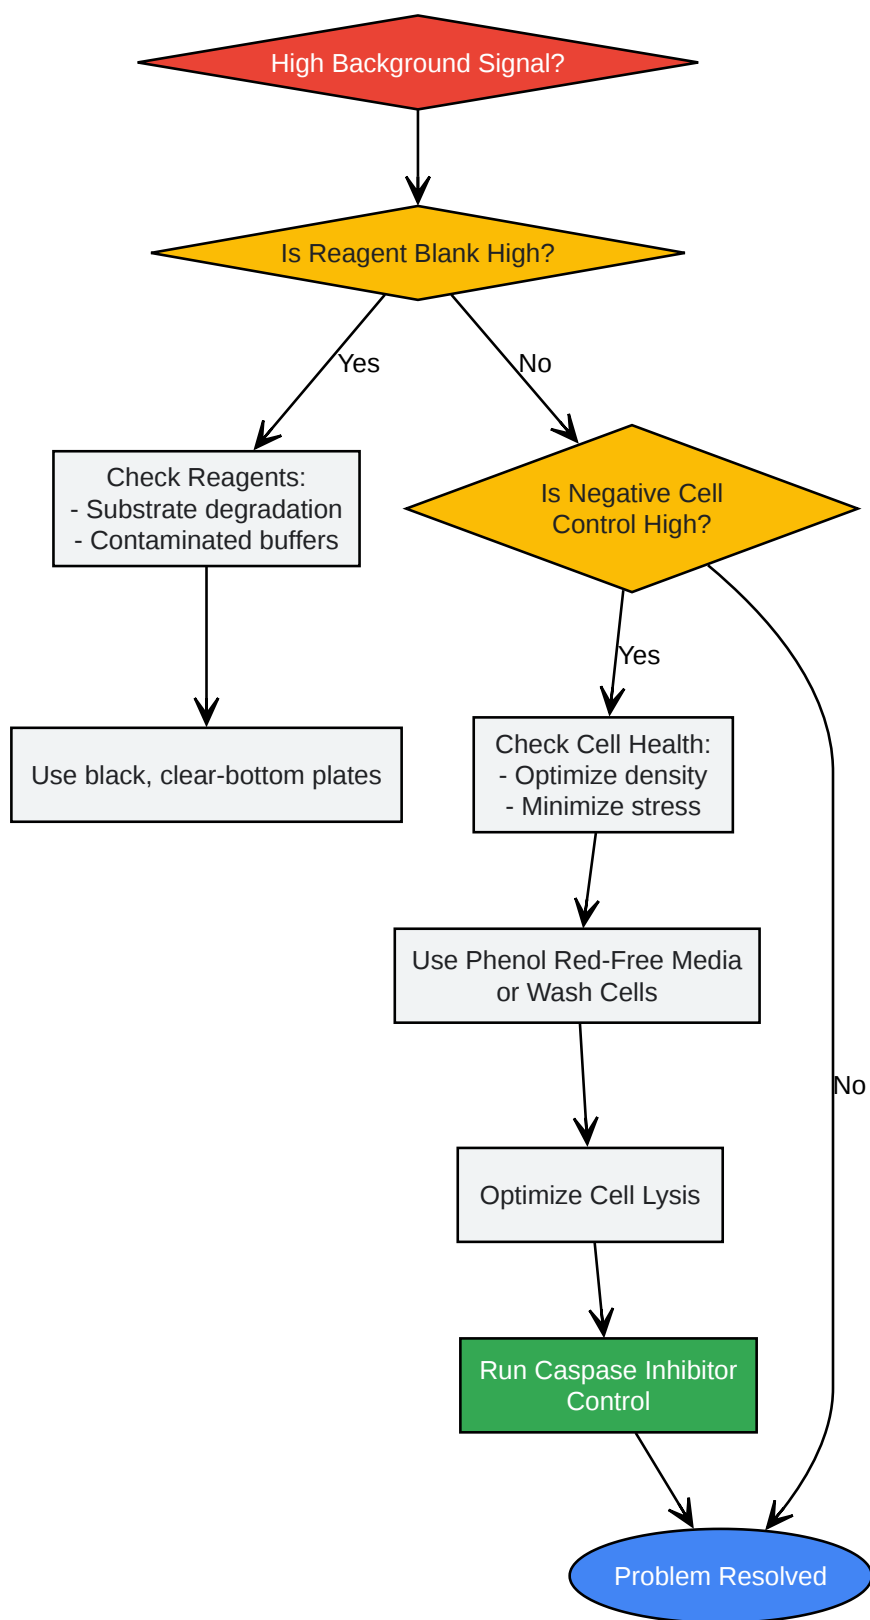 High Background Signal?
Is Reagent Blank High?
Yes
No
Check Reagents:
- Substrate degradation
- Contaminated buffers
Is Negative Cell
Control High?
Yes
Use black, clear-bottom plates
Check Cell Health:
- Optimize density
- Minimize stress
Use Phenol Red-Free Media
or Wash Cells
No
Optimize Cell Lysis
Run Caspase Inhibitor
Control
Problem Resolved